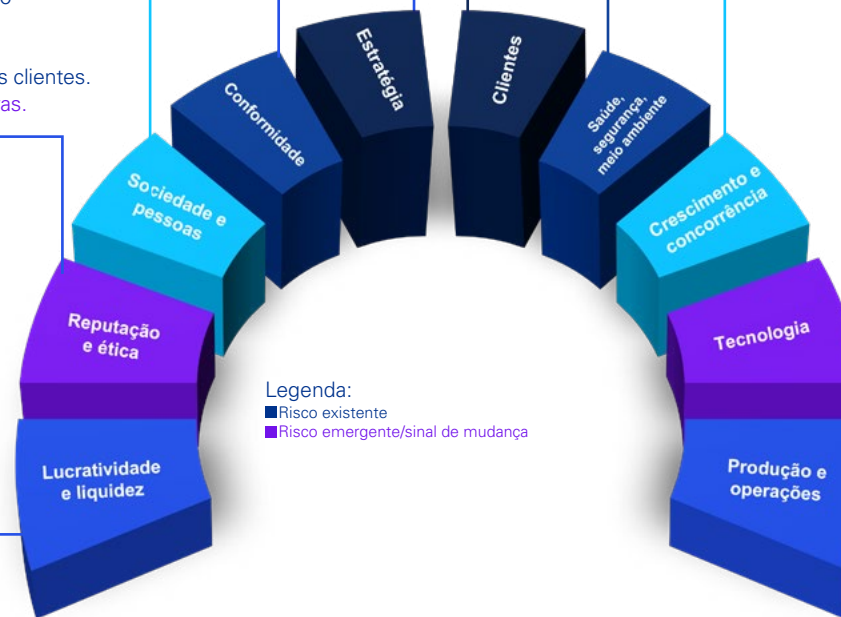 s clientes.
as.
Estratégia
Clientes
Conformidade
Saúde,
segurança,
meio ambiente
Sociedade e
pessoas
Crescimento e
concorrência
Reputação
e ética
Tecnologia
Legenda:
Risco existente
Risco emergente/sinal de mudança
Lucratividade
e liquidez
Produção e
operações